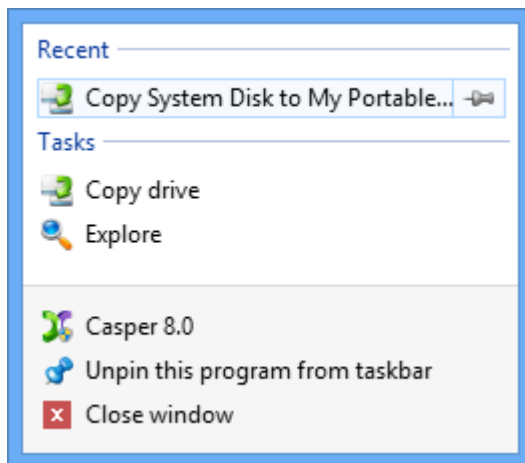 Recent
Copy System Disk to My Portable...
Tasks
Copy drive
Explore
Casper 8.0
Unpin this program from taskbar
Close window